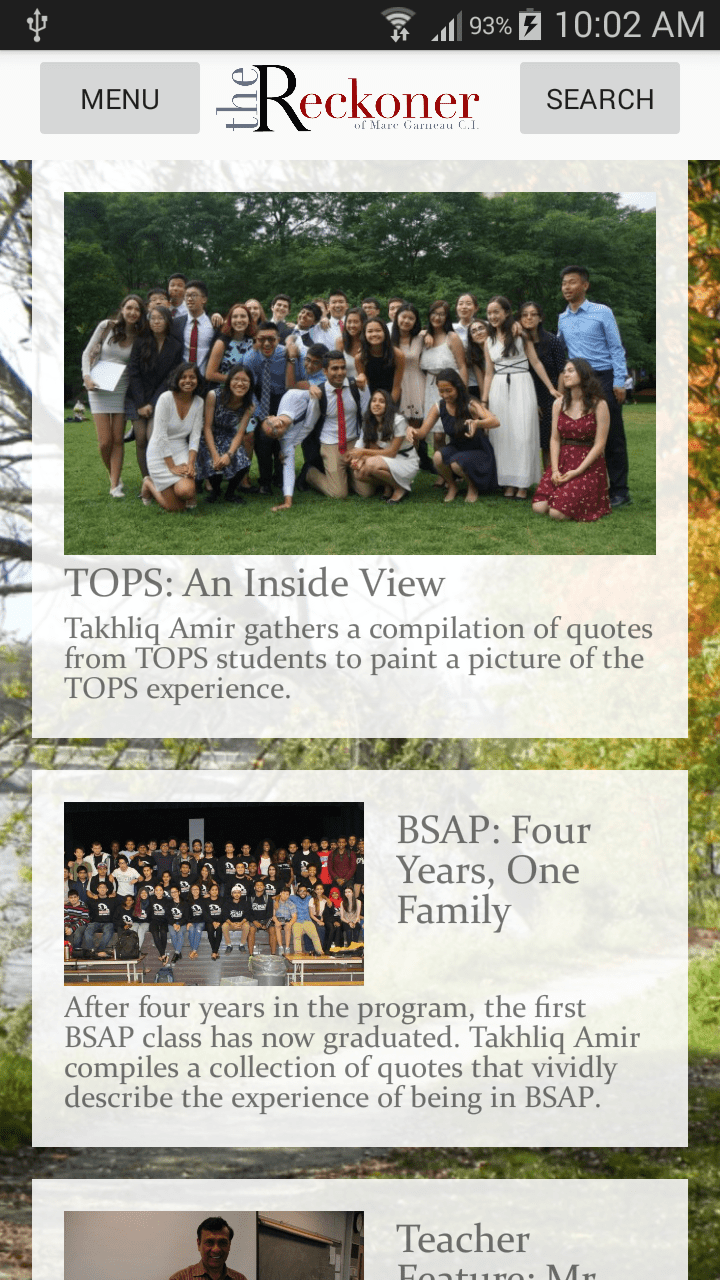 93% 10:02 AM
MENU
the Reckoner
of Marc Garneau C.I.
SEARCH
TOPS: An Inside View
Takhliq Amir gathers a compilation of quotes
from TOPS students to paint a picture of the
TOPS experience.
BSAP: Four
Years, One
Family
After four years in the program, the first
BSAP class has now graduated. Takhliq Amir
compiles a collection of quotes that vividly
describe the experience of being in BSAP.
Teacher
Feature: Mr.